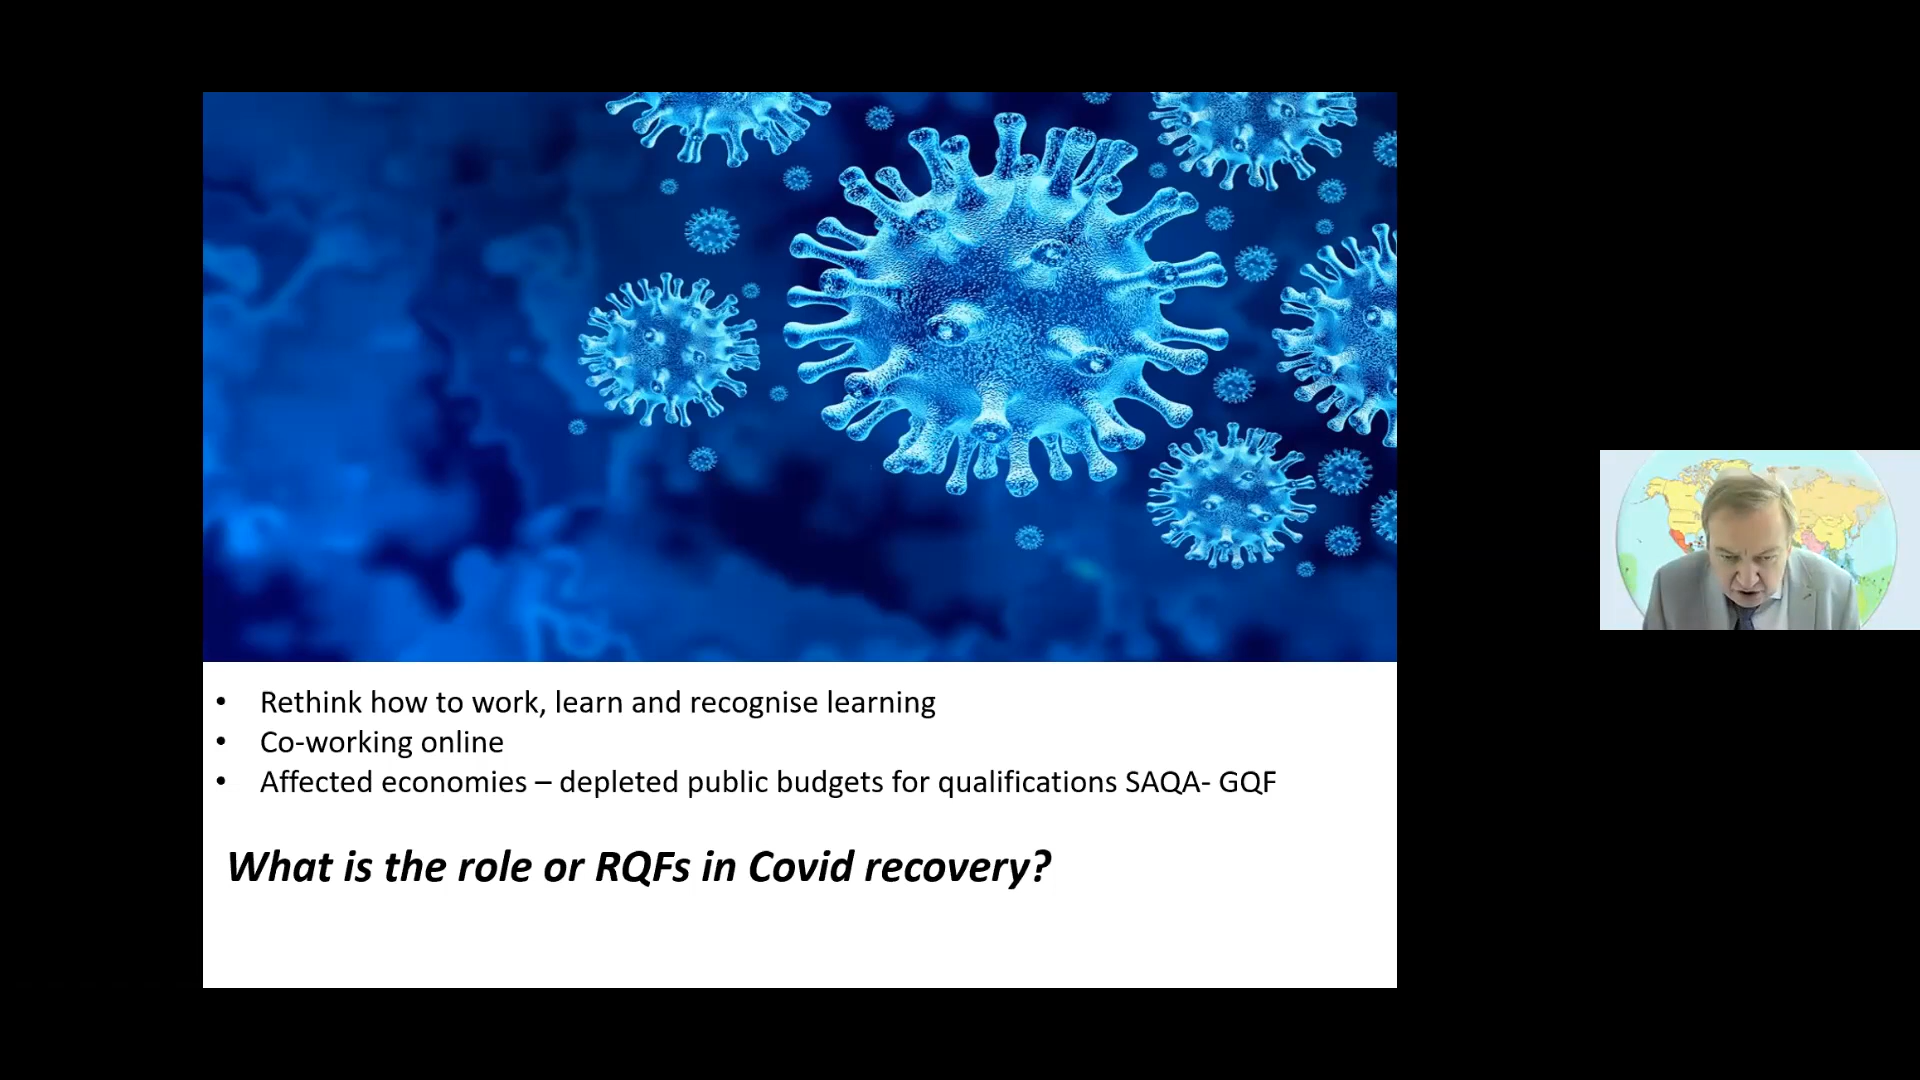 • Rethink how to work, learn and recognise learning
• Co-working online
• Affected economies – depleted public budgets for qualifications SAQA- GQF
What is the role or RQFs in Covid recovery?